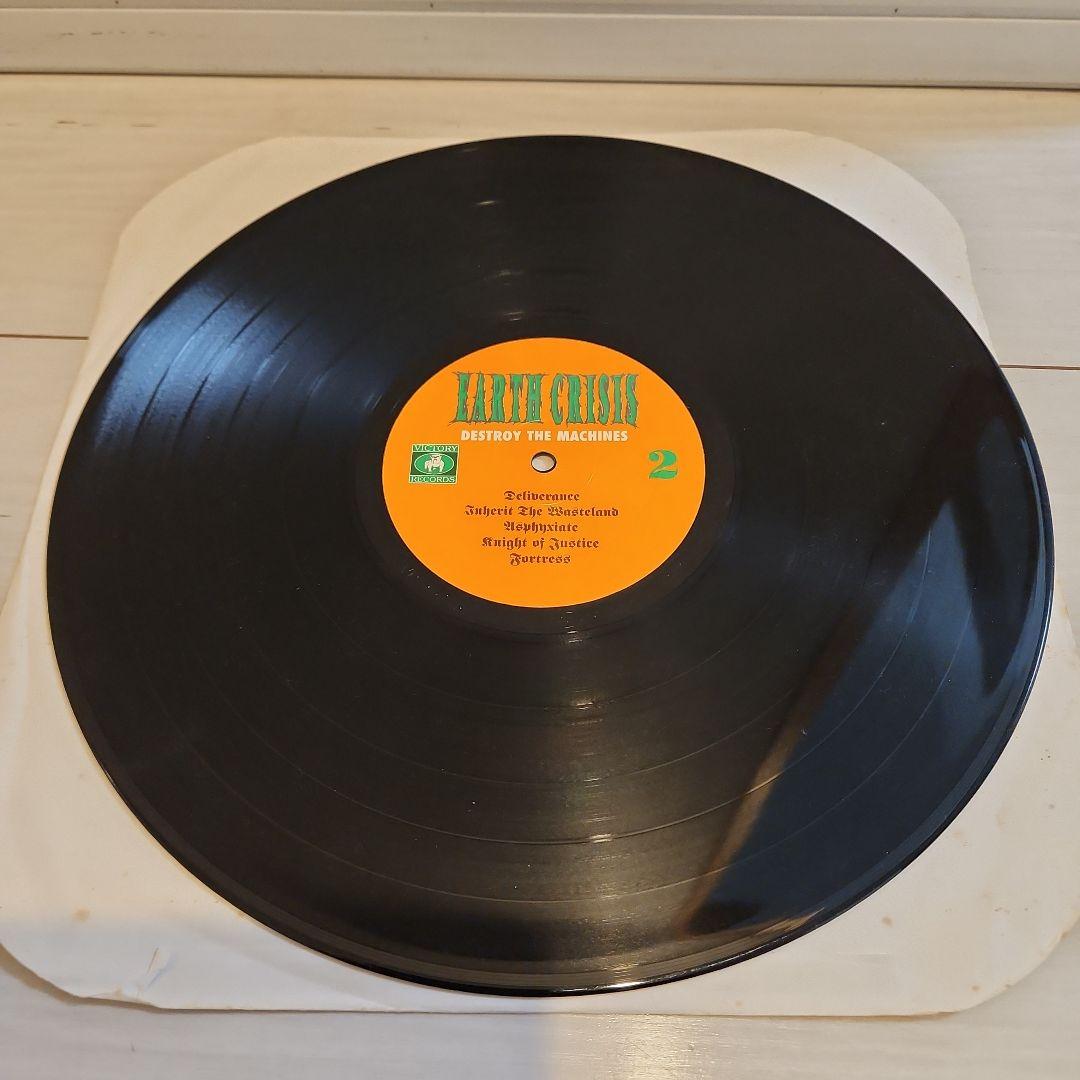 EARTH CRISIS
DESTROY THE MACHINES
VICTORY
RECORDS
2
Deliverance
Inherit The Wasteland
Asphyxiate
Knight of Justice
Fortress